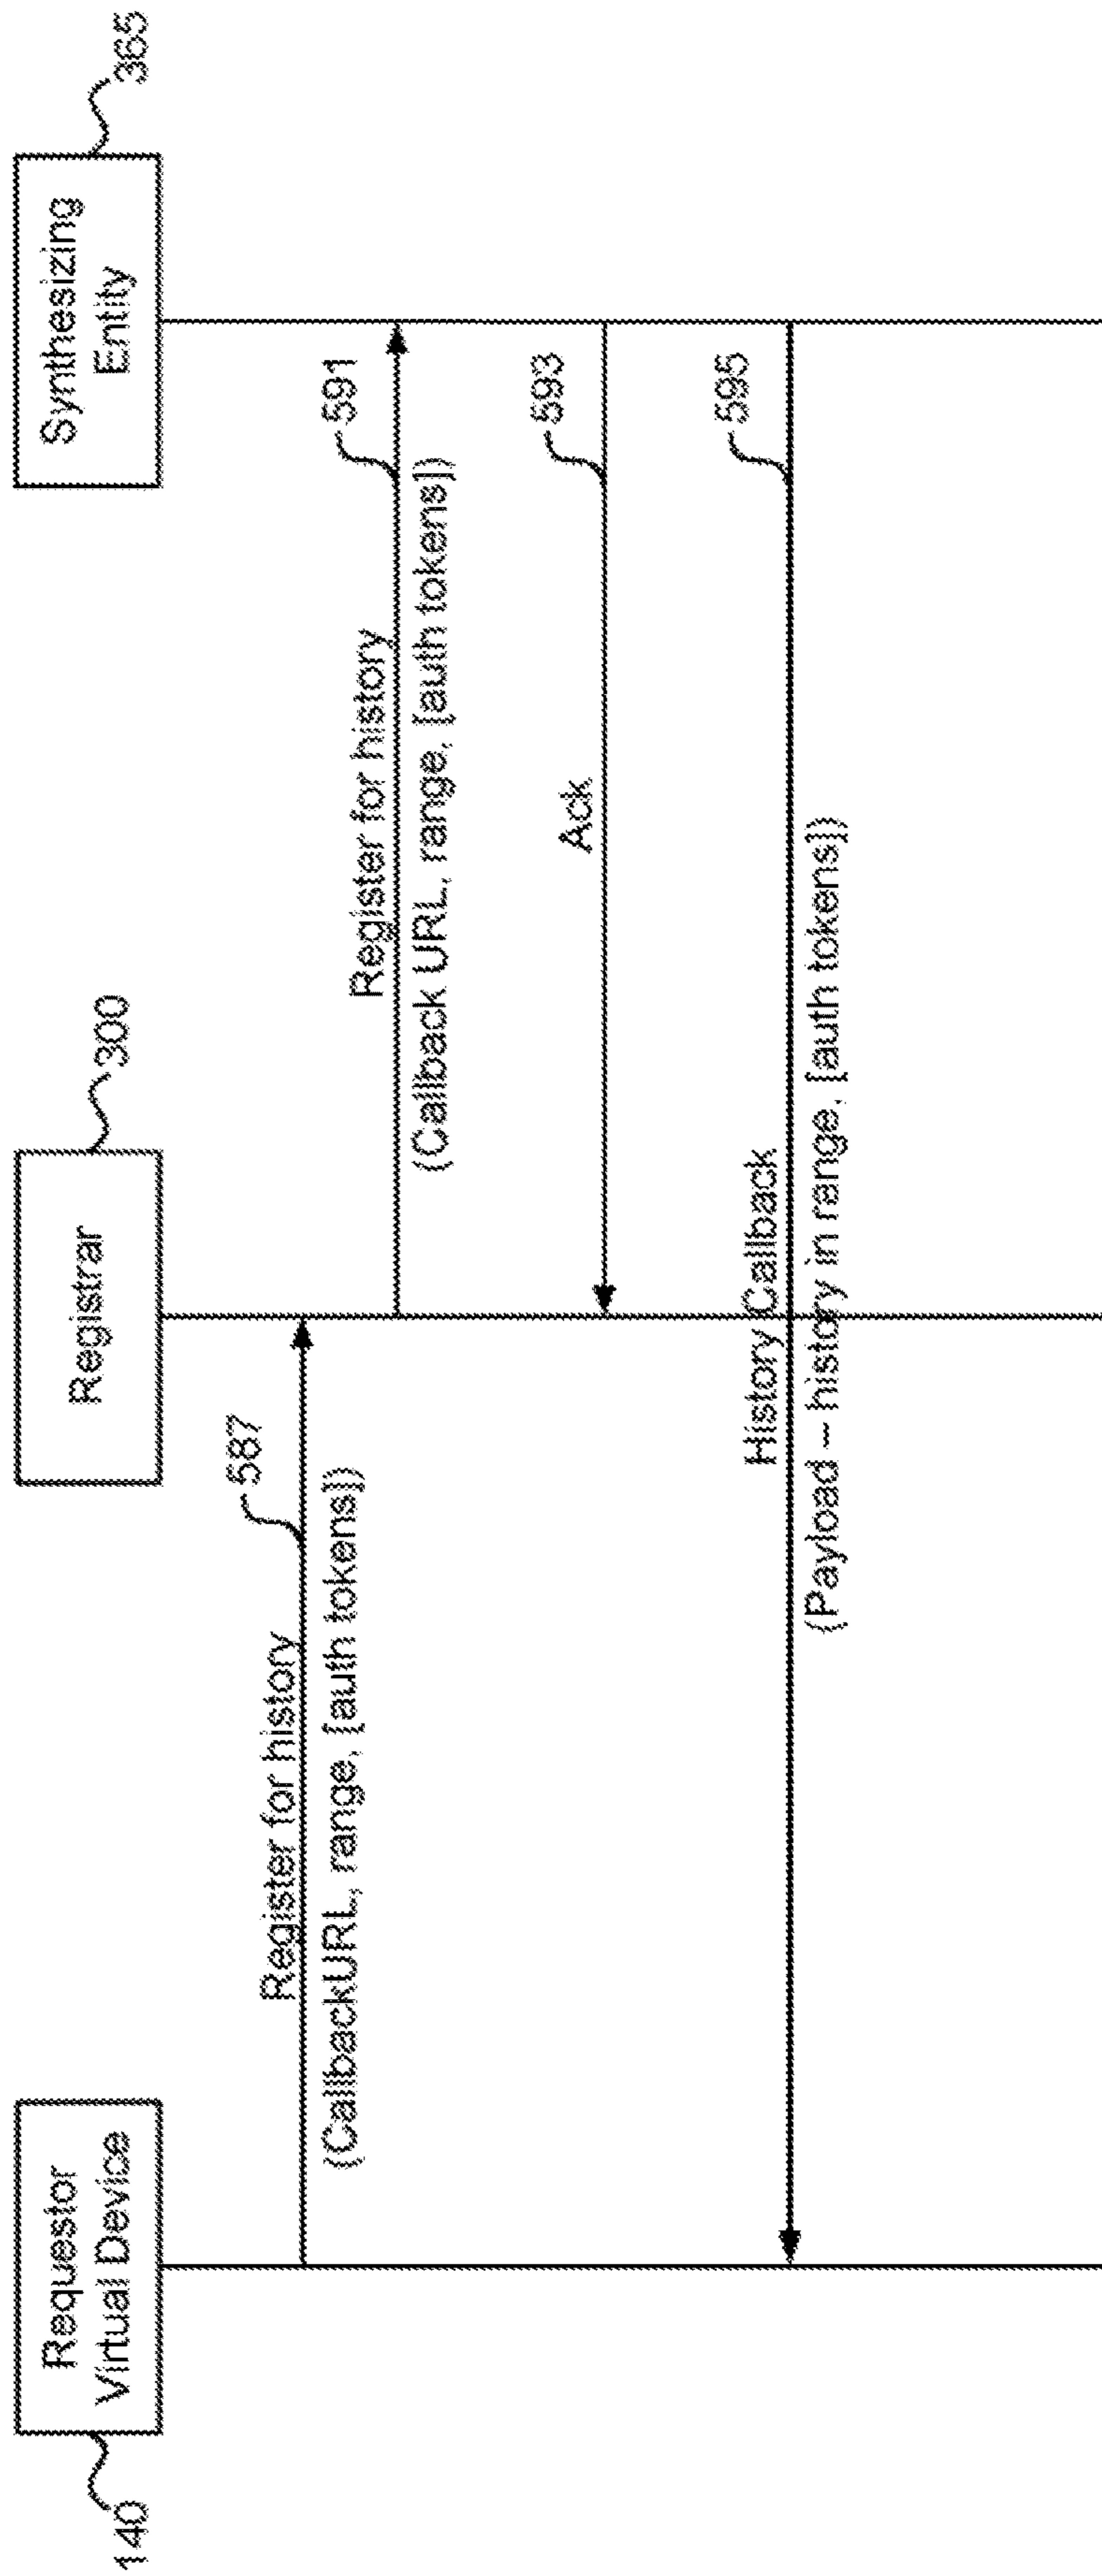 Requestor
Virtual Device
140
Registrar
300
Synthesizing
Entity
365
Register for history
587
(CallbackURL, range, [auth tokens])
Register for history
591
(Callback URL, range, [auth tokens])
Ack
593
History Callback
595
(Payload – history in range, [auth tokens])